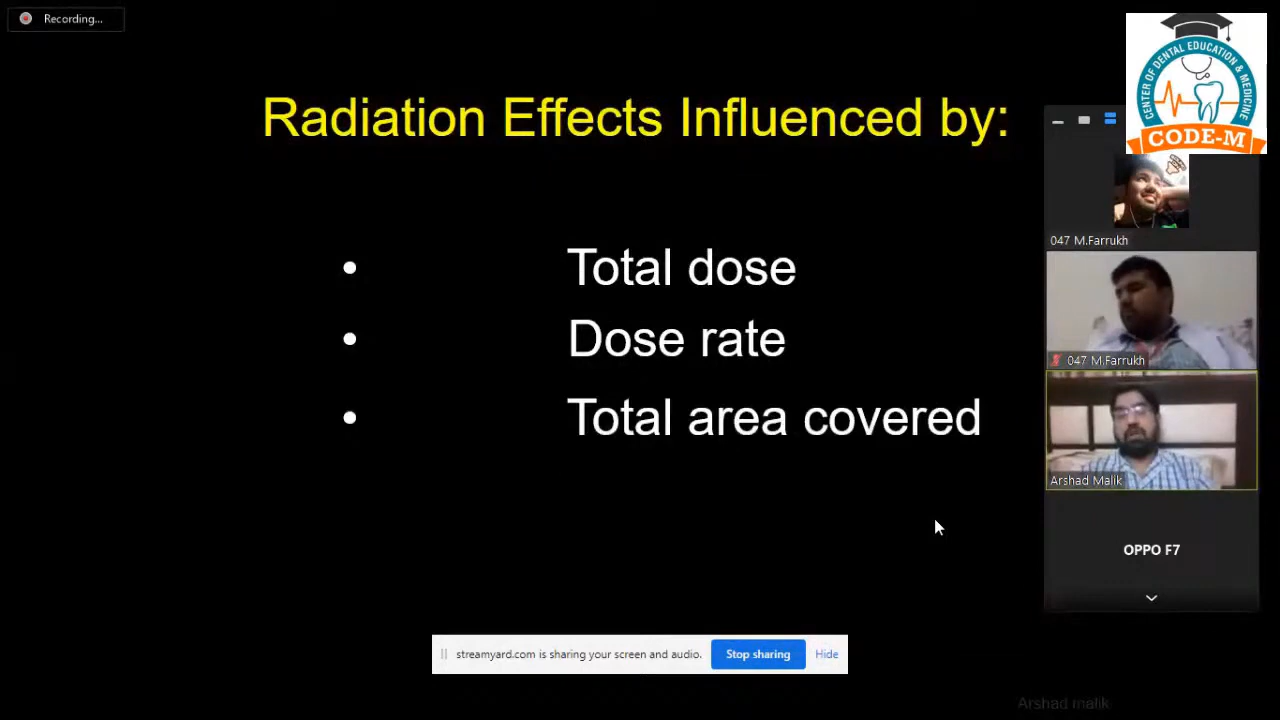 Recording...
CENTER OF DENTAL EDUCATION & MEDICINE
CODE-M
Radiation Effects Influenced by:
• Total dose
• Dose rate
• Total area covered
047 M.Farrukh
047 M.Farrukh
Arshad Malik
OPPO F7
streamyard.com is sharing your screen and audio.
Stop sharing
Hide
Arshad malik